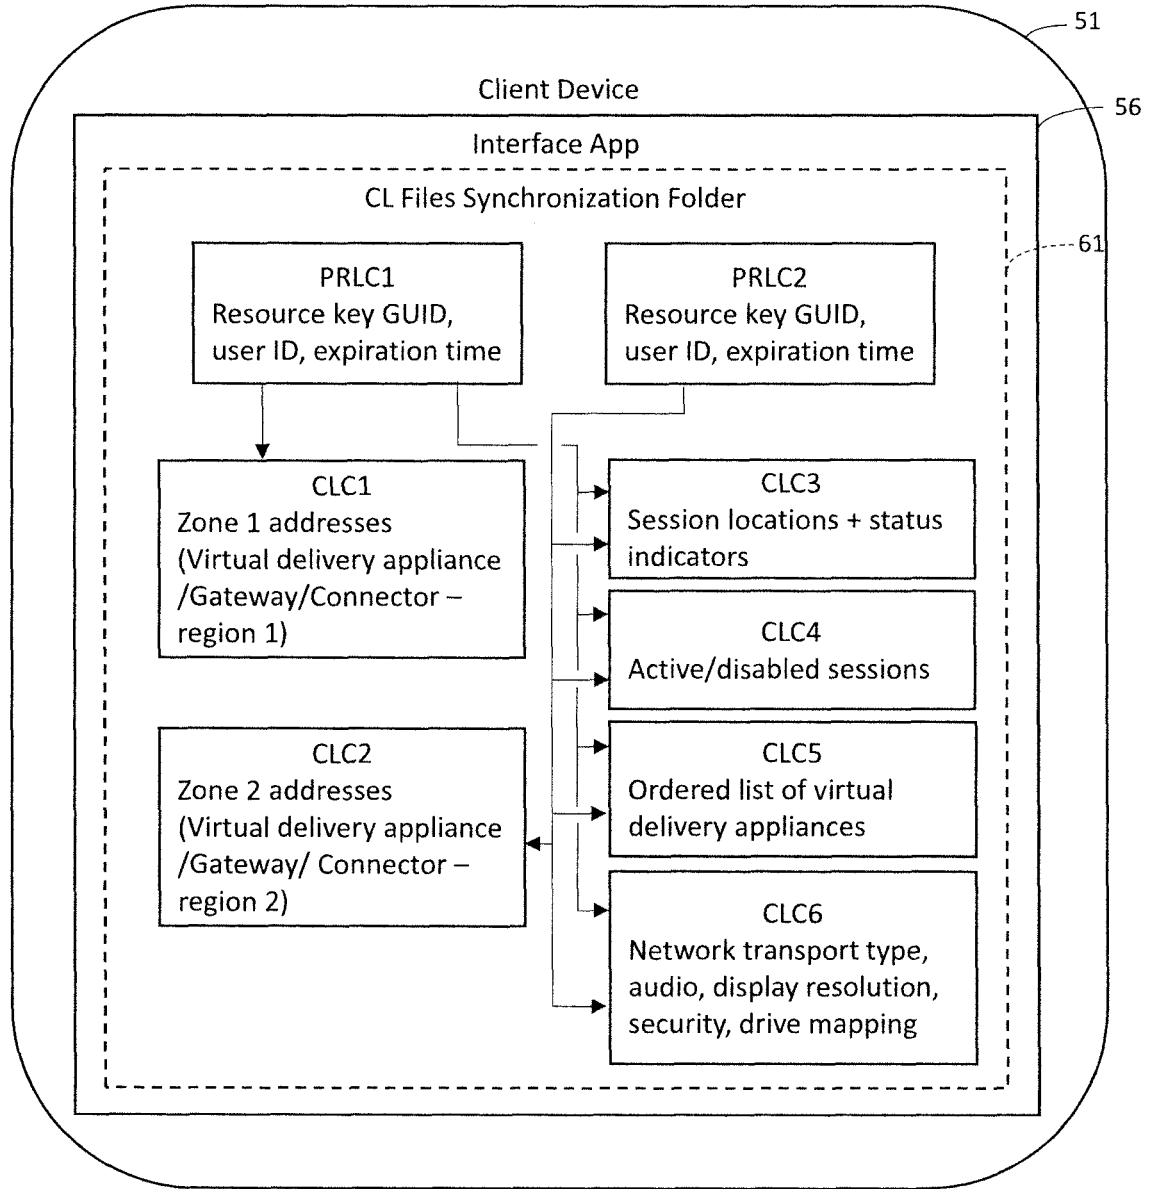 51
Client Device
56
Interface App
CL Files Synchronization Folder
61
PRLC1
Resource key GUID,
user ID, expiration time
PRLC2
Resource key GUID,
user ID, expiration time
CLC1
Zone 1 addresses
(Virtual delivery appliance
/Gateway/Connector –
region 1)
CLC3
Session locations + status
indicators
CLC4
Active/disabled sessions
CLC2
Zone 2 addresses
(Virtual delivery appliance
/Gateway/ Connector –
region 2)
CLC5
Ordered list of virtual
delivery appliances
CLC6
Network transport type,
audio, display resolution,
security, drive mapping